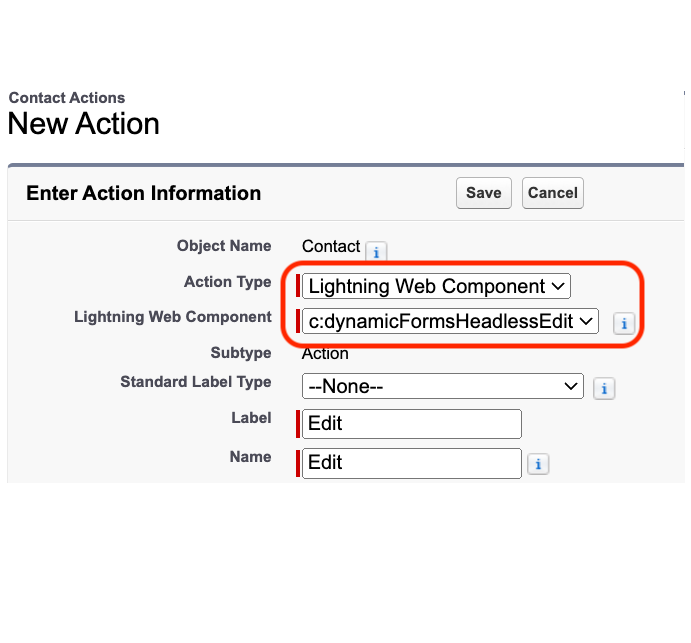 Contact Actions
New Action
Enter Action Information Save Cancel
Object Name Contact i
Action Type Lightning Web Component
Lightning Web Component c:dynamicFormsHeadlessEdit i
Subtype Action
Standard Label Type --None-- i
Label Edit
Name Edit i